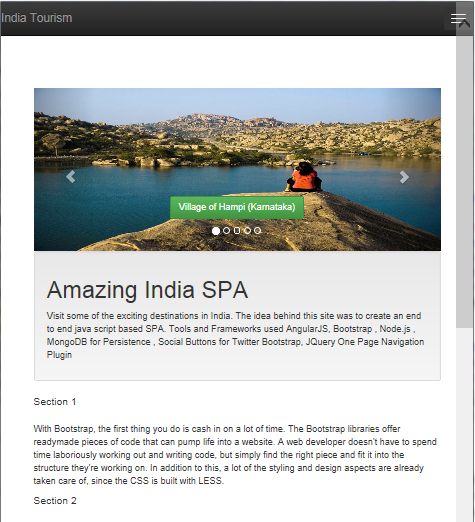 India Tourism
Village of Hampi (Karnataka)
Amazing India SPA
Visit some of the exciting destinations in India. The idea behind this site was to create an end
to end java script based SPA. Tools and Frameworks used AngularJS, Bootstrap , Node.js ,
MongoDB for Persistence , Social Buttons for Twitter Bootstrap, JQuery One Page Navigation
Plugin
Section 1
With Bootstrap, the first thing you do is cash in on a lot of time. The Bootstrap libraries offer
readymade pieces of code that can pump life into a website. A web developer doesn't have to spend
time laboriously working out and writing code, but simply find the right piece and fit it into the
structure they're working on. In addition to this, a lot of the styling and design aspects are already
taken care of, since the CSS is built with LESS.
Section 2